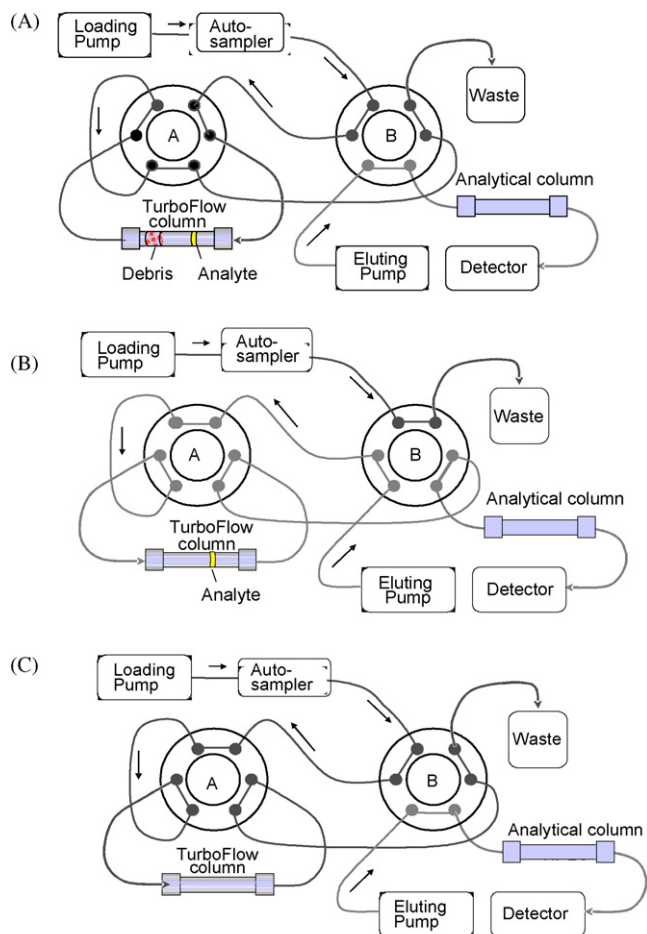 (A)
Loading
Pump
Auto-
sampler
Waste
A
B
TurboFlow
column
Analytical column
Debris
Analyte
Eluting
Pump
Detector
(B)
Loading
Pump
Auto-
sampler
Waste
A
B
TurboFlow
column
Analytical column
Analyte
Eluting
Pump
Detector
(C)
Loading
Pump
Auto-
sampler
Waste
A
B
TurboFlow
column
Analytical column
Eluting
Pump
Detector